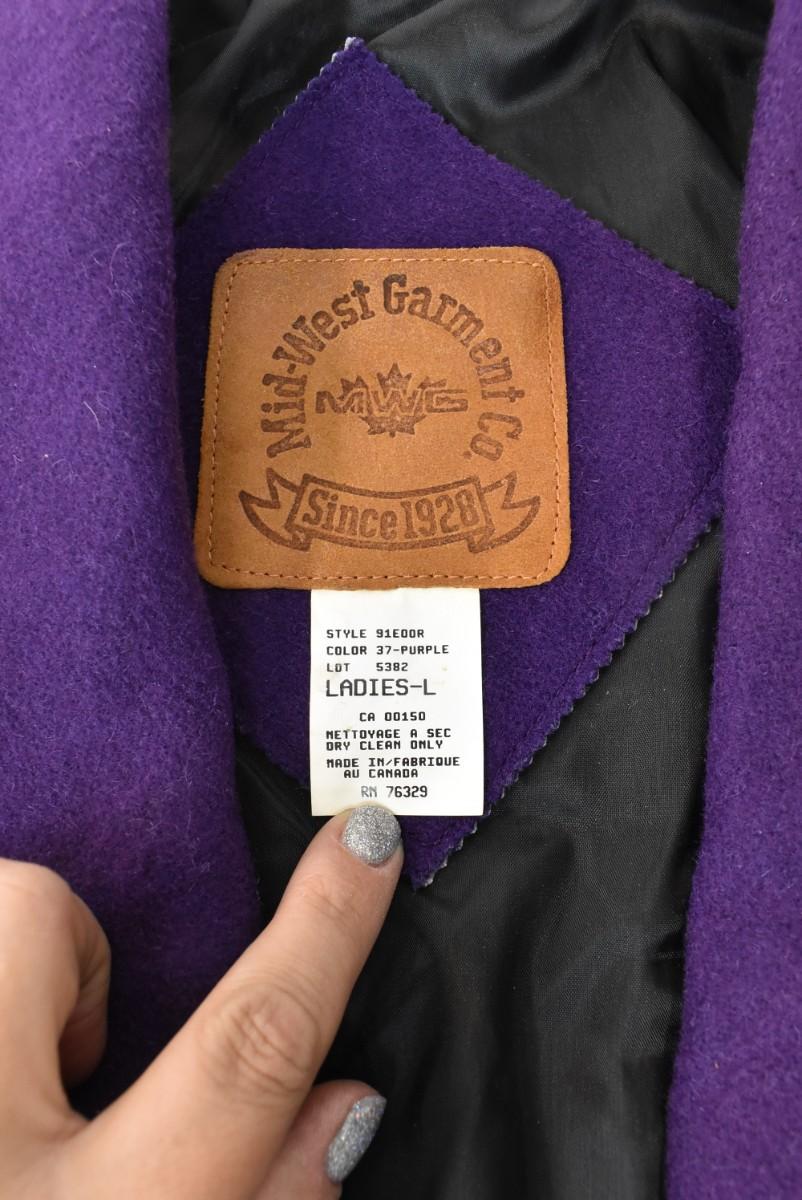 Mid-West Garment Co.
MWG
Since 1928
STYLE 91E00R
COLOR 37-PURPLE
LOT 5382
LADIES-L
CA 00150
NETTOYAGE A SEC
DRY CLEAN ONLY
MADE IN/FABRIQUE
AU CANADA
RN 76329